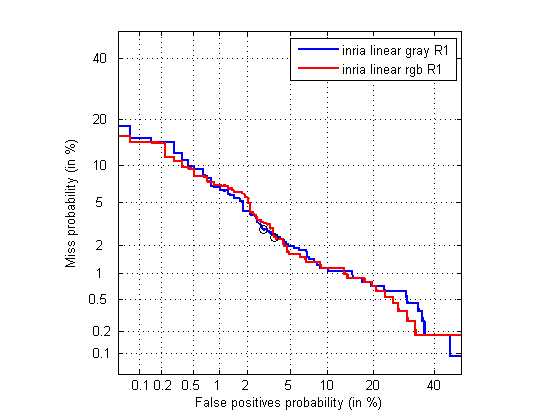 inria linear gray R1
inria linear rgb R1
Miss probability (in %)
40
20
10
5
2
1
0.5
0.2
0.1
0.1 0.2 0.5 1 2 5 10 20 40
False positives probability (in %)